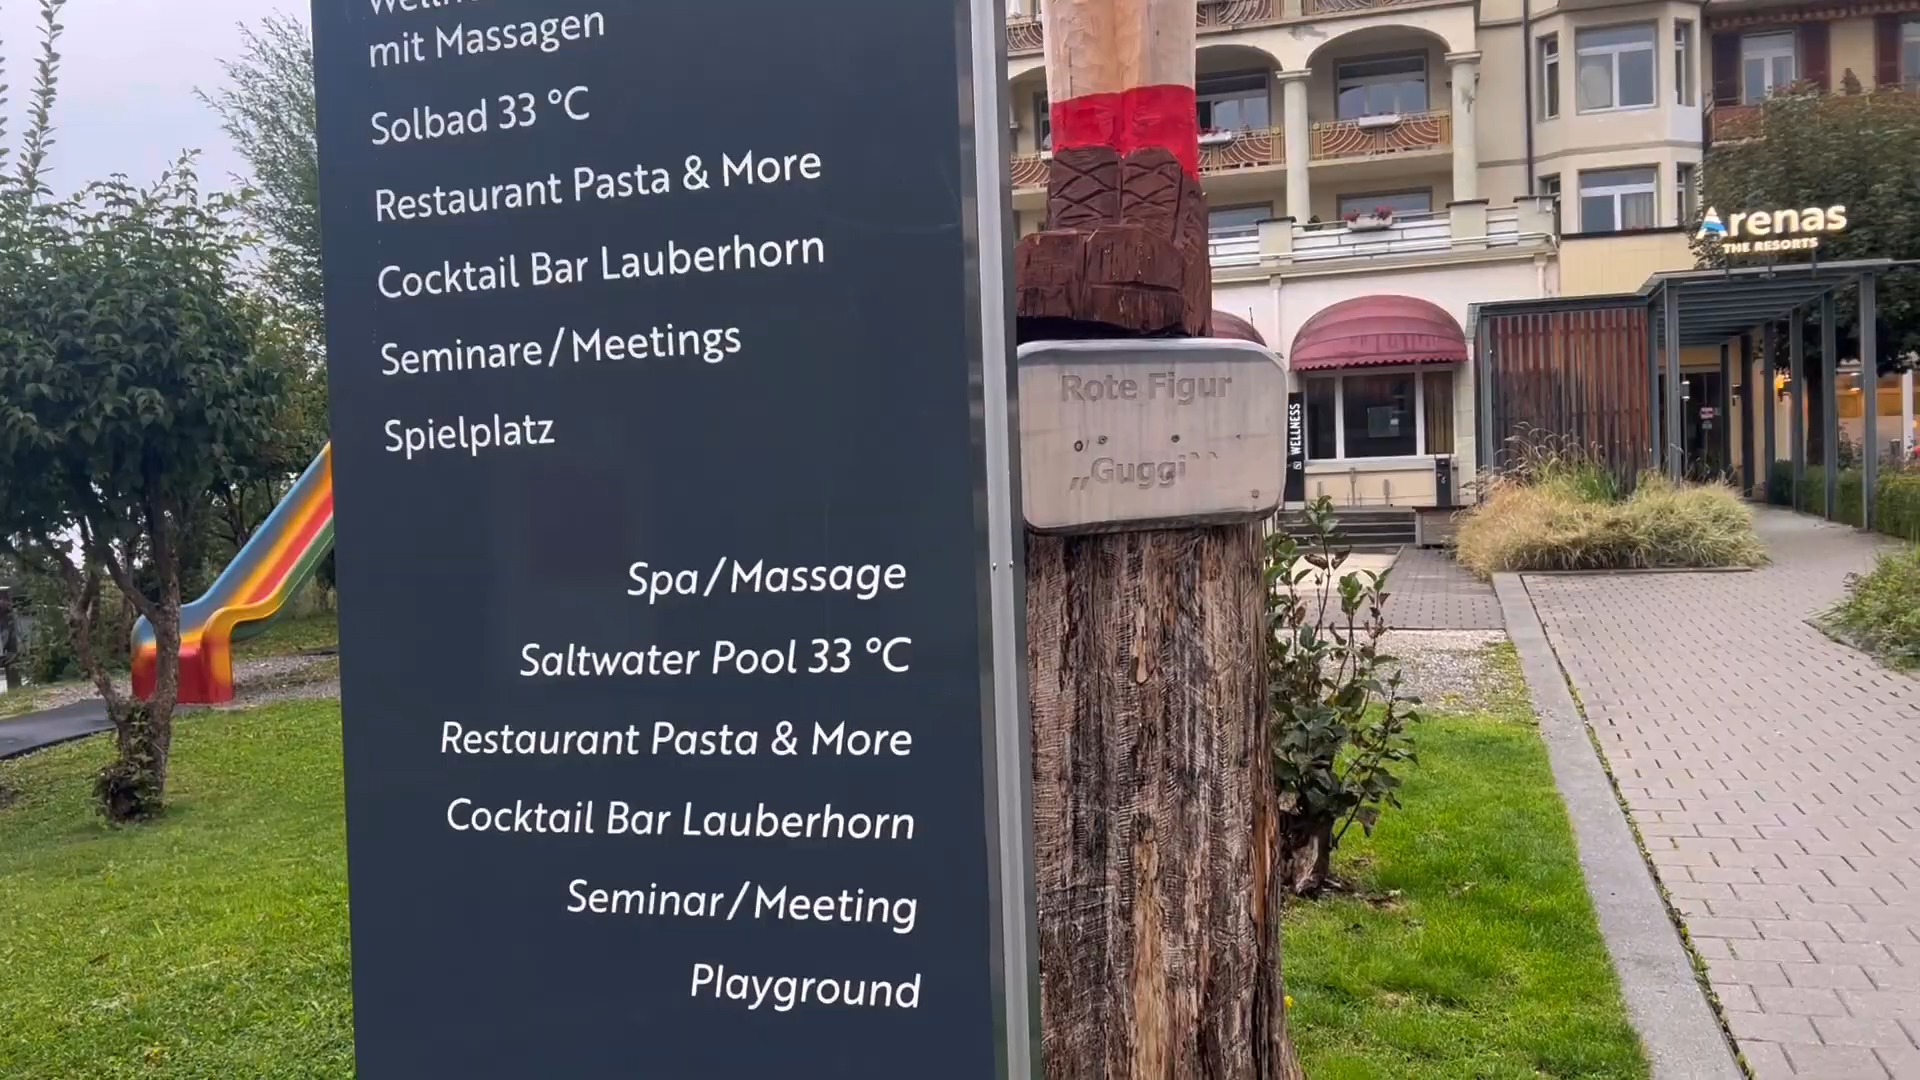 mit Massagen
Solbad 33 °C
Restaurant Pasta & More
Cocktail Bar Lauberhorn
Seminare/Meetings
Spielplatz
Spa/Massage
Saltwater Pool 33 °C
Restaurant Pasta & More
Cocktail Bar Lauberhorn
Seminar/Meeting
Playground
Rote Figur
„Guggi``
WELLNESS
Arenas
THE RESORTS